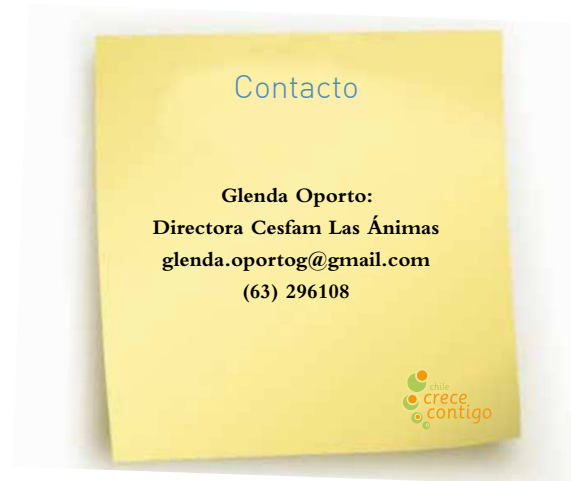 Contacto
Glenda Oporto:
Directora Cesfam Las Ánimas
glenda.oportog@gmail.com
(63) 296108
chile
crece
contigo